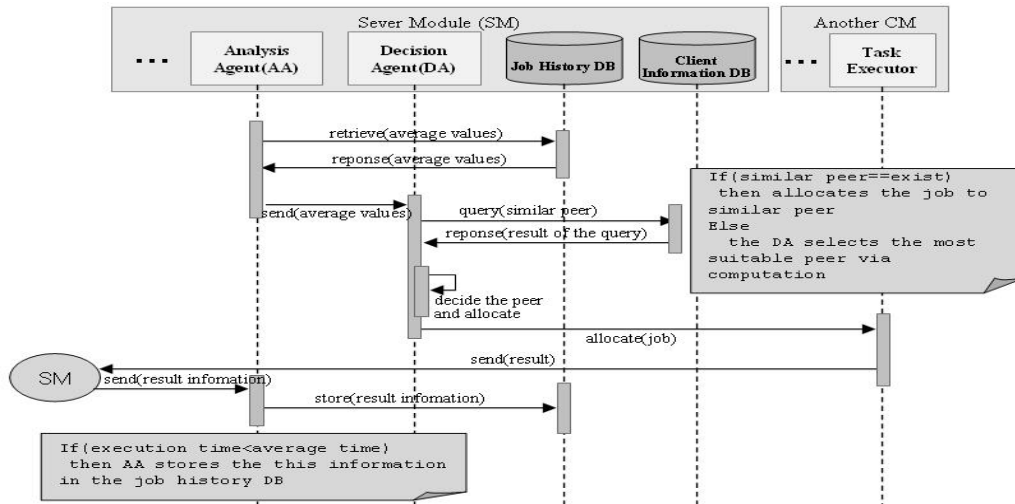 Sever Module (SM)
Another CM
...
Analysis
Agent(AA)
Decision
Agent(DA)
Job History DB
Client
Information DB
...
Task
Executor
retrieve(average values)
reponse(average values)
send(average values)
query(similar peer)
reponse(result of the query)
If(similar peer==exist)
then allocates the job to
similar peer
Else
the DA selects the most
suitable peer via
computation
decide the peer
and allocate
allocate(job)
send(result)
SM
send(result infomation)
store(result infomation)
If(execution time<average time)
then AA stores the this information
in the job history DB